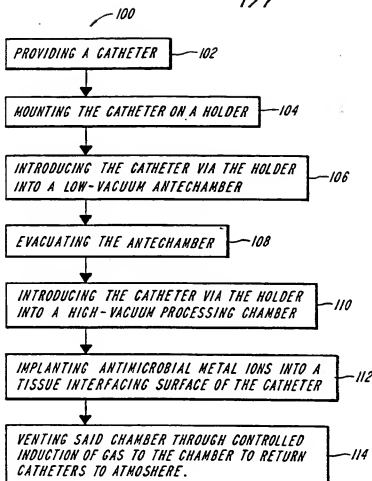 1/1
100
PROVIDING A CATHETER
102
MOUNTING THE CATHETER ON A HOLDER
104
INTRODUCING THE CATHETER VIA THE HOLDER
INTO A LOW-VACUUM ANTECHAMBER
106
EVACUATING THE ANTECHAMBER
108
INTRODUCING THE CATHETER VIA THE HOLDER
INTO A HIGH-VACUUM PROCESSING CHAMBER
110
IMPLANTING ANTIMICROBIAL METAL IONS INTO A
TISSUE INTERFACING SURFACE OF THE CATHETER
112
VENTING SAID CHAMBER THROUGH CONTROLLED
INDUCTION OF GAS TO THE CHAMBER TO RETURN
CATHETERS TO ATMOSHERE.
114